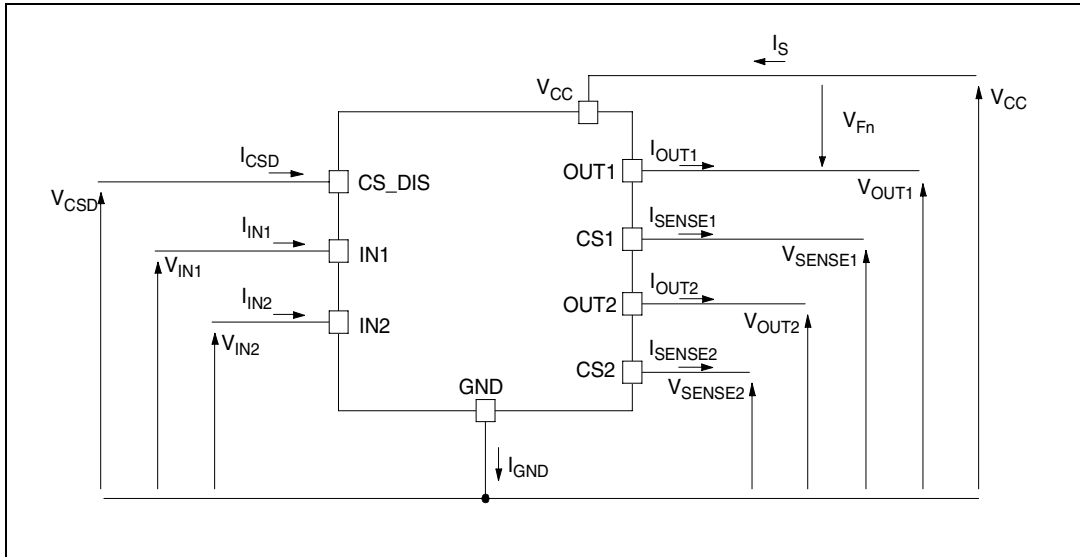 I_S
V_CC
V_CC
V_Fn
I_CSD
I_OUT1
CS_DIS
OUT1
V_CSD
V_OUT1
I_SENSE1
I_IN1
CS1
IN1
V_SENSE1
V_IN1
I_OUT2
I_IN2
OUT2
IN2
V_OUT2
V_IN2
I_SENSE2
CS2
GND
V_SENSE2
I_GND